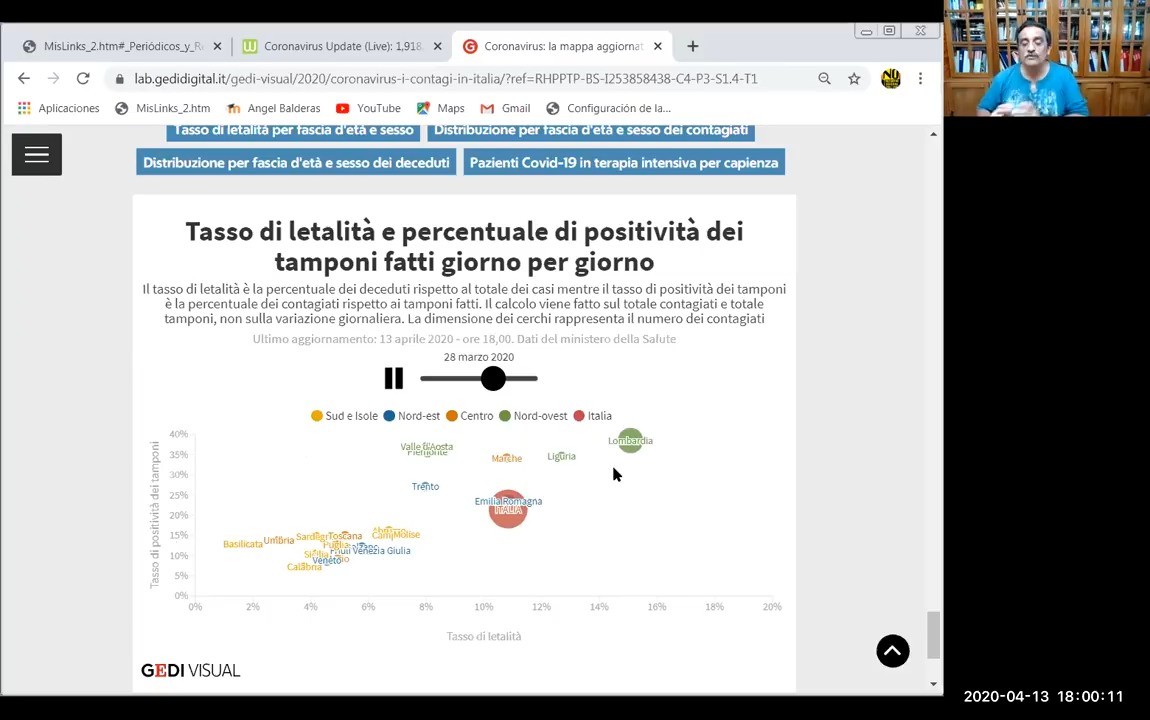 MisLinks_2.htm#_Periódicos_y_R
Coronavirus Update (Live): 1,918
Coronavirus: la mappa aggiornat
lab.gedidigital.it/gedi-visual/2020/coronavirus-i-contagi-in-italia/?ref=RHPPTP-BS-I253858438-C4-P3-S1.4-T1
Aplicaciones
MisLinks_2.htm
Angel Balderas
YouTube
Maps
Gmail
Configuración de la...
Tasso di letalità per fascia d'età e sesso
Distribuzione per fascia d'età e sesso dei contagiati
Distribuzione per fascia d'età e sesso dei deceduti
Pazienti Covid-19 in terapia intensiva per capienza
Tasso di letalità e percentuale di positività dei
tamponi fatti giorno per giorno
Il tasso di letalità è la percentuale dei deceduti rispetto al totale dei casi mentre il tasso di positività dei tamponi
è la percentuale dei contagiati rispetto ai tamponi fatti. Il calcolo viene fatto sul totale contagiati e totale
tamponi, non sulla variazione giornaliera. La dimensione dei cerchi rappresenta il numero dei contagiati
Ultimo aggiornamento: 13 aprile 2020 - ore 18,00. Dati del ministero della Salute
28 marzo 2020
Sud e Isole
Nord-est
Centro
Nord-ovest
Italia
Tasso di positività dei tamponi
40%
35%
30%
25%
20%
15%
10%
5%
0%
Lombardia
Valle d'Aosta
Piemonte
Marche
Liguria
Trento
EmiliaRomagna
ITALIA
Abruzzo
Molise
Toscana
Umbria
Basilicata
Puglia
Friuli Venezia Giulia
Sicilia
Veneto
Calabria
0%
2%
4%
6%
8%
10%
12%
14%
16%
18%
20%
Tasso di letalità
GEDI VISUAL
2020-04-13 18:00:11